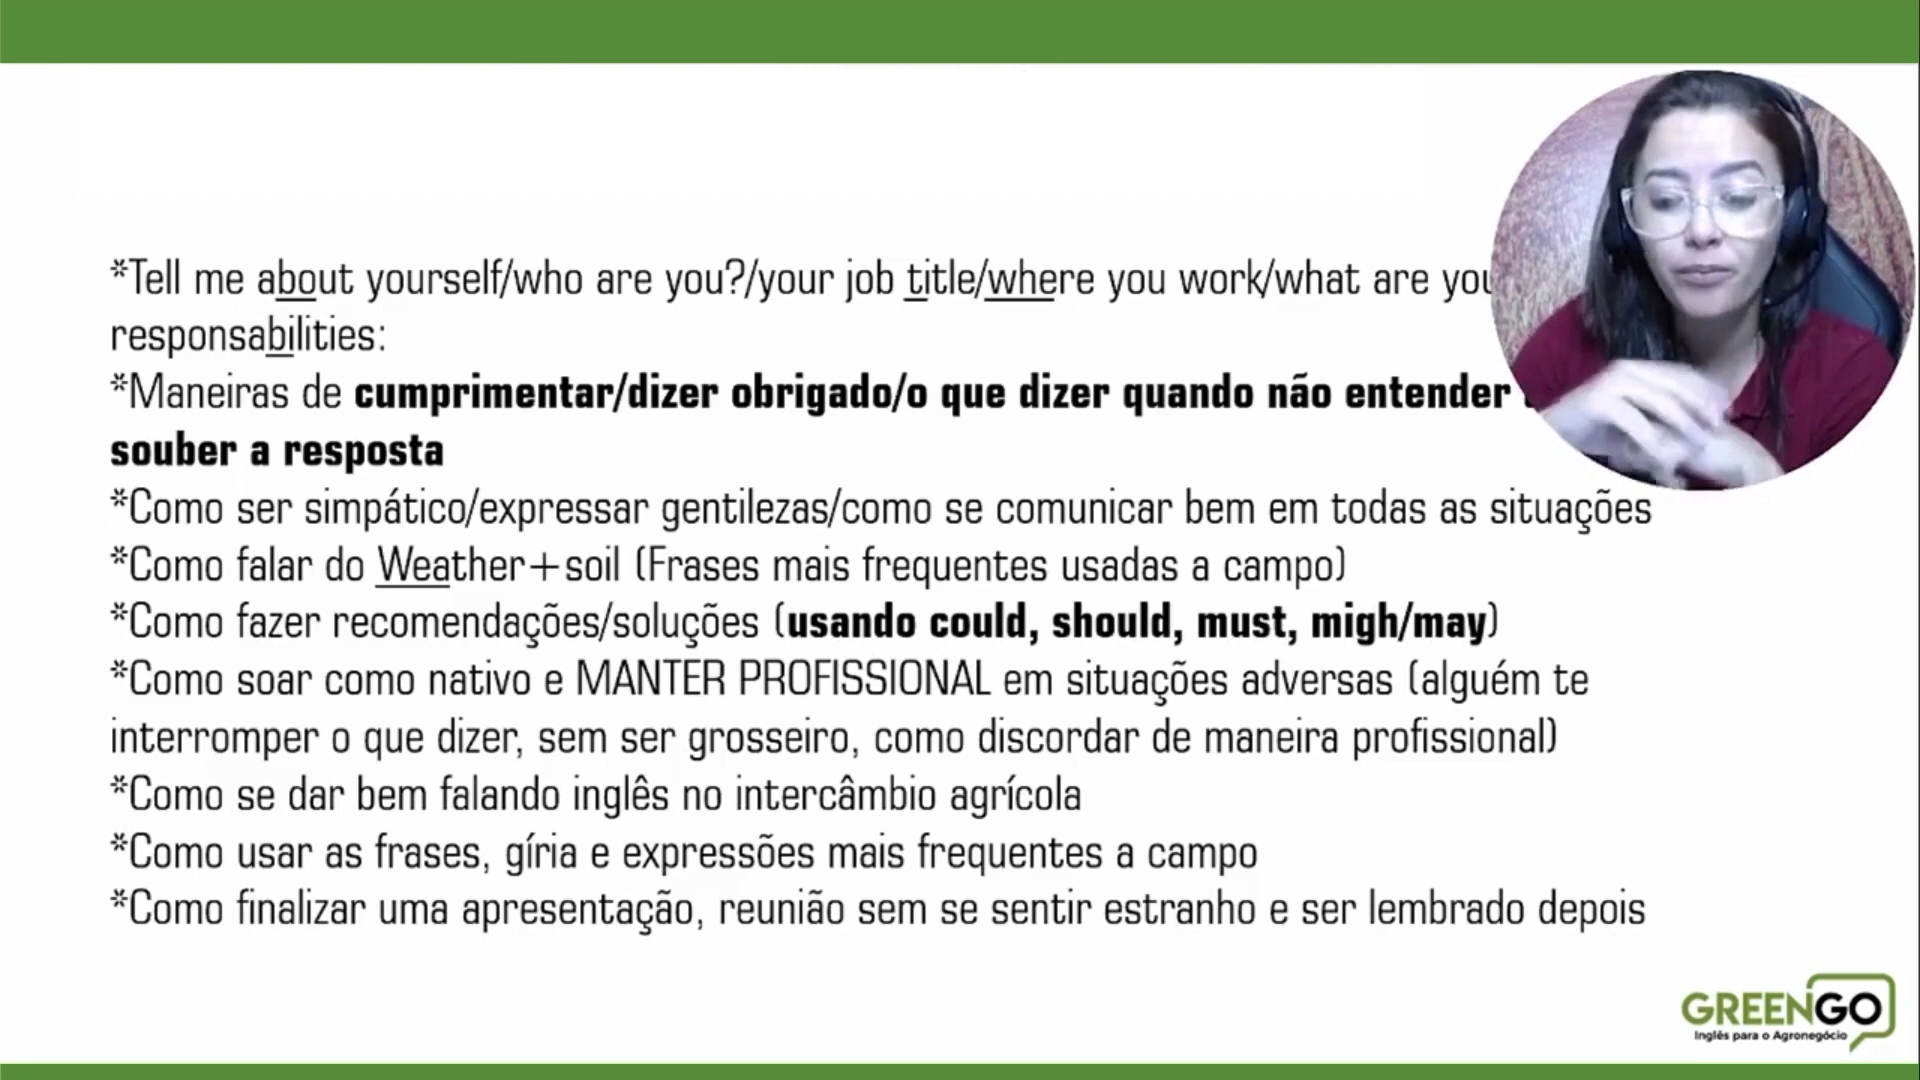 *Tell me about yourself/who are you?/your job title/where you work/what are
responsabilities:
*Maneiras de cumprimentar/dizer obrigado/o que dizer quando não entender
souber a resposta
*Como ser simpático/expressar gentilezas/como se comunicar bem em todas as situações
*Como falar do Weather+soil (Frases mais frequentes usadas a campo)
*Como fazer recomendações/soluções (usando could, should, must, migh/may)
*Como soar como nativo e MANTER PROFISSIONAL em situações adversas (alguém te
interromper o que dizer, sem ser grosseiro, como discordar de maneira profissional)
*Como se dar bem falando inglês no intercâmbio agrícola
*Como usar as frases, gíria e expressões mais frequentes a campo
*Como finalizar uma apresentação, reunião sem se sentir estranho e ser lembrado depois
GREENGO
Inglês para o Agronegócio